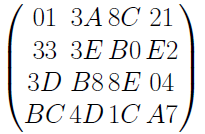 01 3A 8C 21
33 3E B0 E2
3D B8 8E 04
BC 4D 1C A7